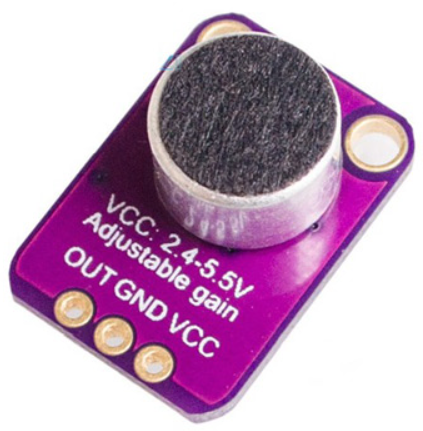 VCC: 2.4-5.5V
Adjustable gain
OUT GND VCC